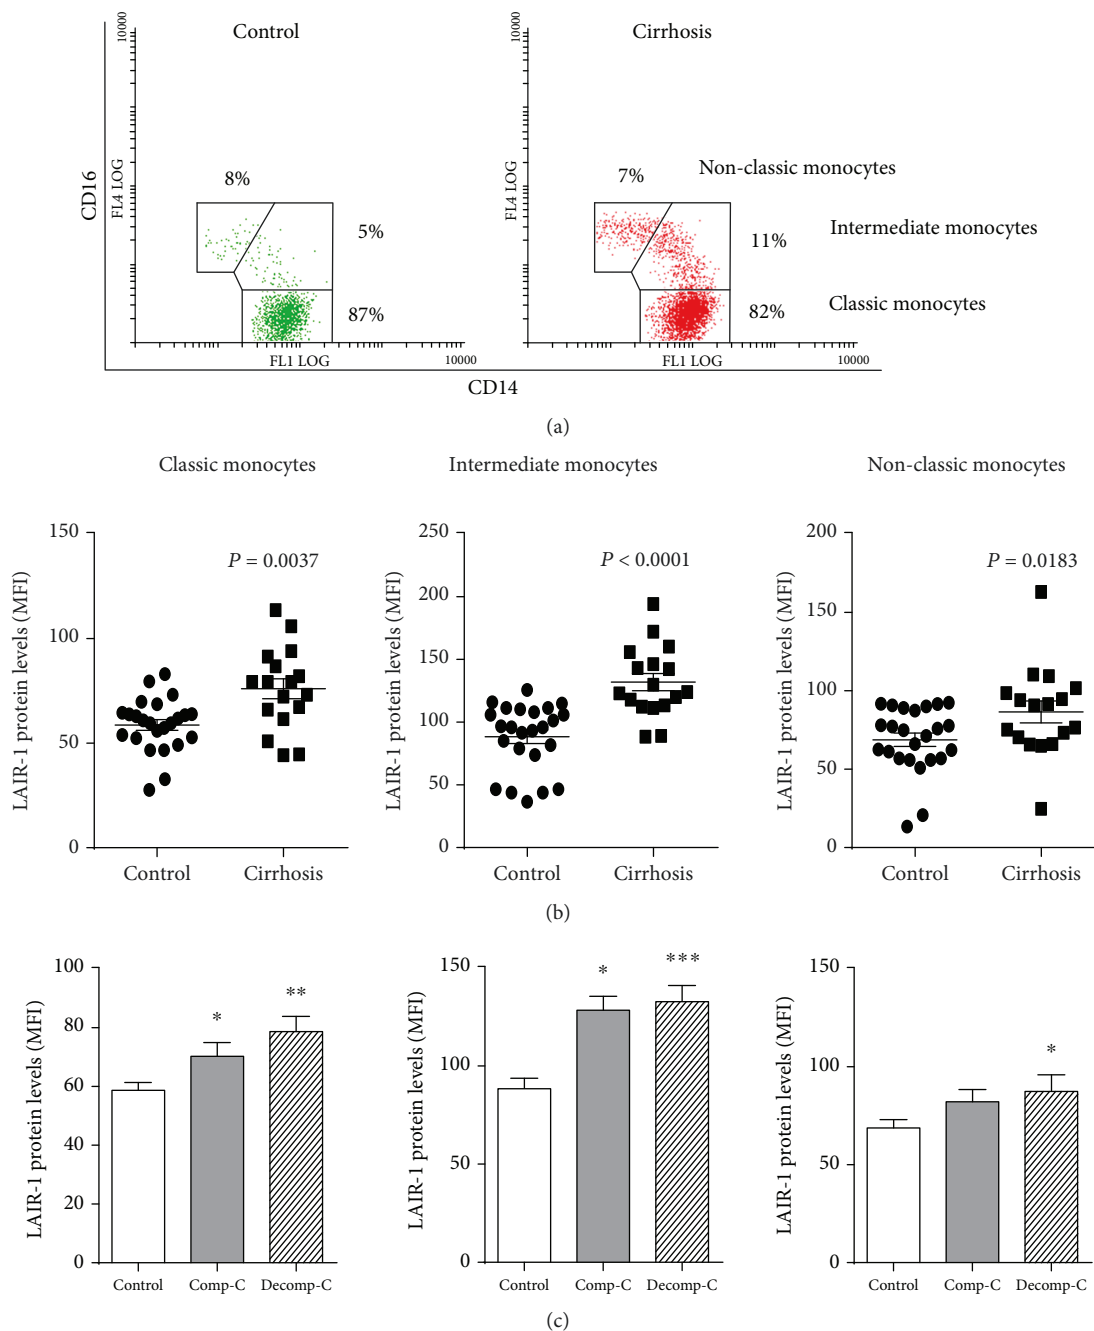 Control
Cirrhosis
10000
10000
CD16
FL4 LOG
FL4 LOG
8%
5%
87%
7%
11%
82%
Non-classic monocytes
Intermediate monocytes
Classic monocytes
FL1 LOG
10000
FL1 LOG
10000
CD14
(a)
Classic monocytes
Intermediate monocytes
Non-classic monocytes
LAIR-1 protein levels (MFI)
150
100
50
0
P = 0.0037
Control
Cirrhosis
LAIR-1 protein levels (MFI)
250
200
150
100
50
0
P < 0.0001
Control
Cirrhosis
LAIR-1 protein levels (MFI)
200
150
100
50
0
P = 0.0183
Control
Cirrhosis
(b)
LAIR-1 protein levels (MFI)
100
80
60
40
20
0
*
**
Control
Comp-C
Decomp-C
LAIR-1 protein levels (MFI)
150
100
50
0
*
***
Control
Comp-C
Decomp-C
LAIR-1 protein levels (MFI)
150
100
50
0
*
Control
Comp-C
Decomp-C
(c)